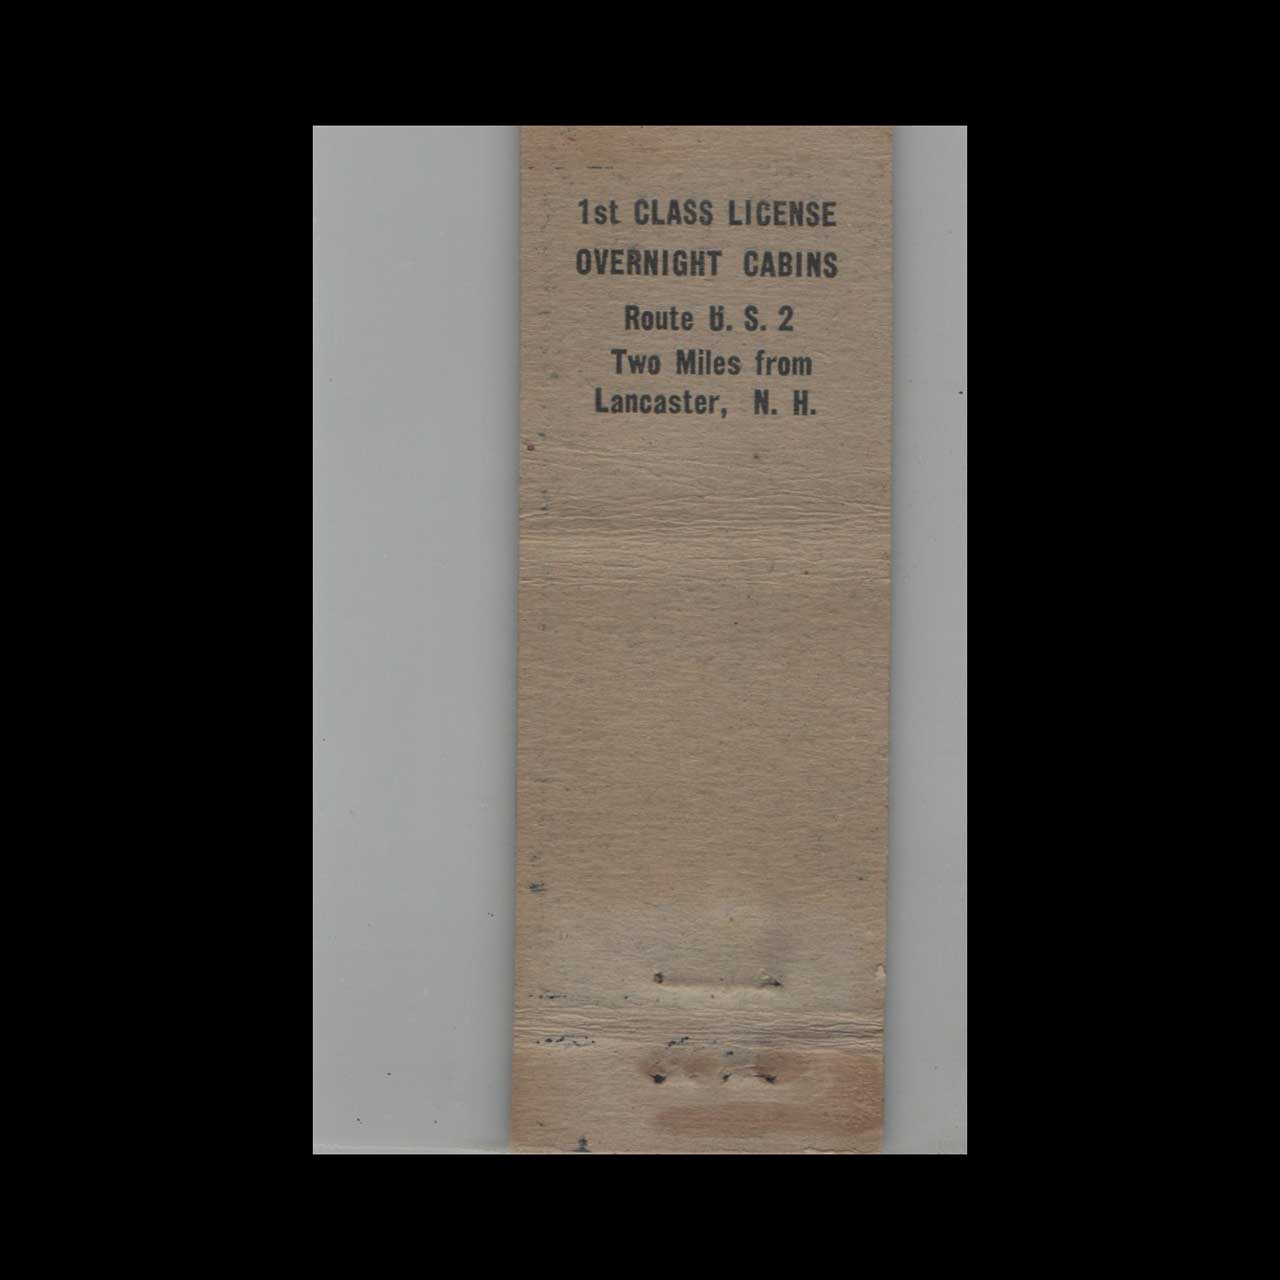 1st CLASS LICENSE
OVERNIGHT CABINS
Route U. S. 2
Two Miles from
Lancaster, N. H.